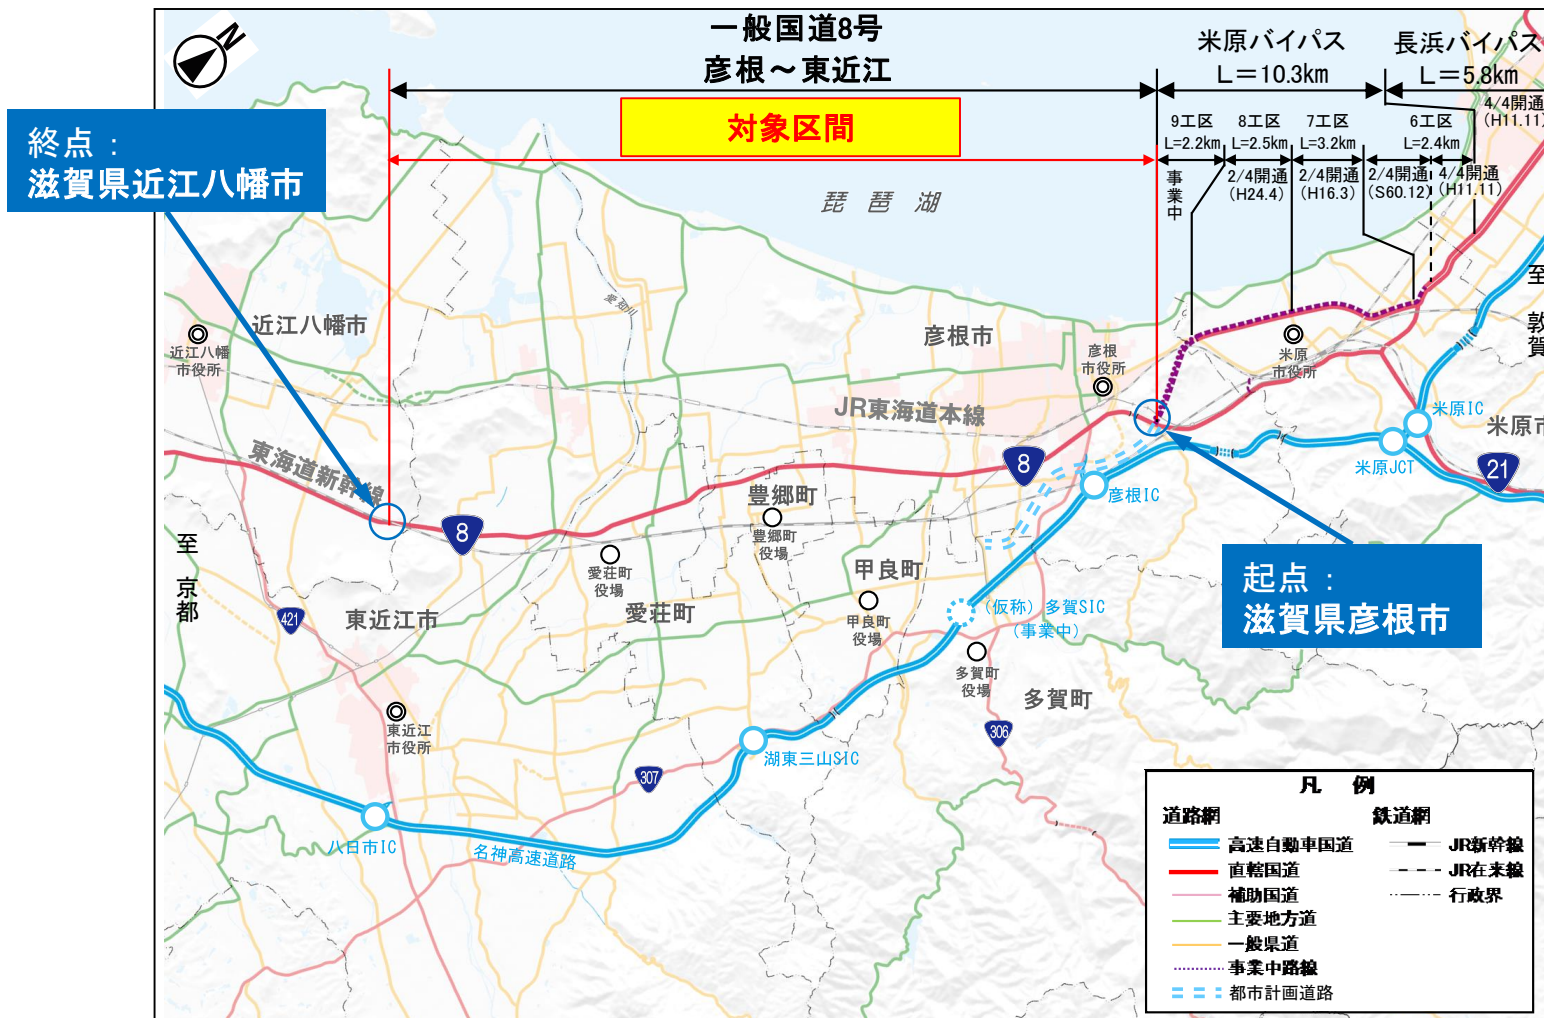 N
一般国道8号
彦根～東近江
対象区間
米原バイパス
L＝10.3km
長浜バイパス
L＝5.8km
4/4開通
(H11.11)
9工区
L=2.2km
事業中
8工区
L=2.5km
2/4開通
(H24.4)
7工区
L=3.2km
2/4開通
(H16.3)
6工区
L=2.4km
2/4開通
(S60.12)
4/4開通
(H11.11)
終点：
滋賀県近江八幡市
琵琶湖
愛知川
近江八幡市
近江八幡
市役所
彦根市
彦根
市役所
米原
市役所
至 敦賀
JR東海道本線
米原IC
米原市
米原JCT
21
東海道新幹線
8
8
彦根IC
豊郷町
豊郷町
役場
至 京都
愛荘町
役場
愛荘町
甲良町
甲良町
役場
起点：
滋賀県彦根市
421
東近江市
(仮称) 多賀SIC
(事業中)
多賀町
役場
多賀町
306
東近江
市役所
湖東三山SIC
307
八日市IC
名神高速道路
凡 例
道路網
高速自動車国道
直轄国道
補助国道
主要地方道
一般県道
事業中路線
都市計画道路
鉄道網
JR新幹線
JR在来線
行政界